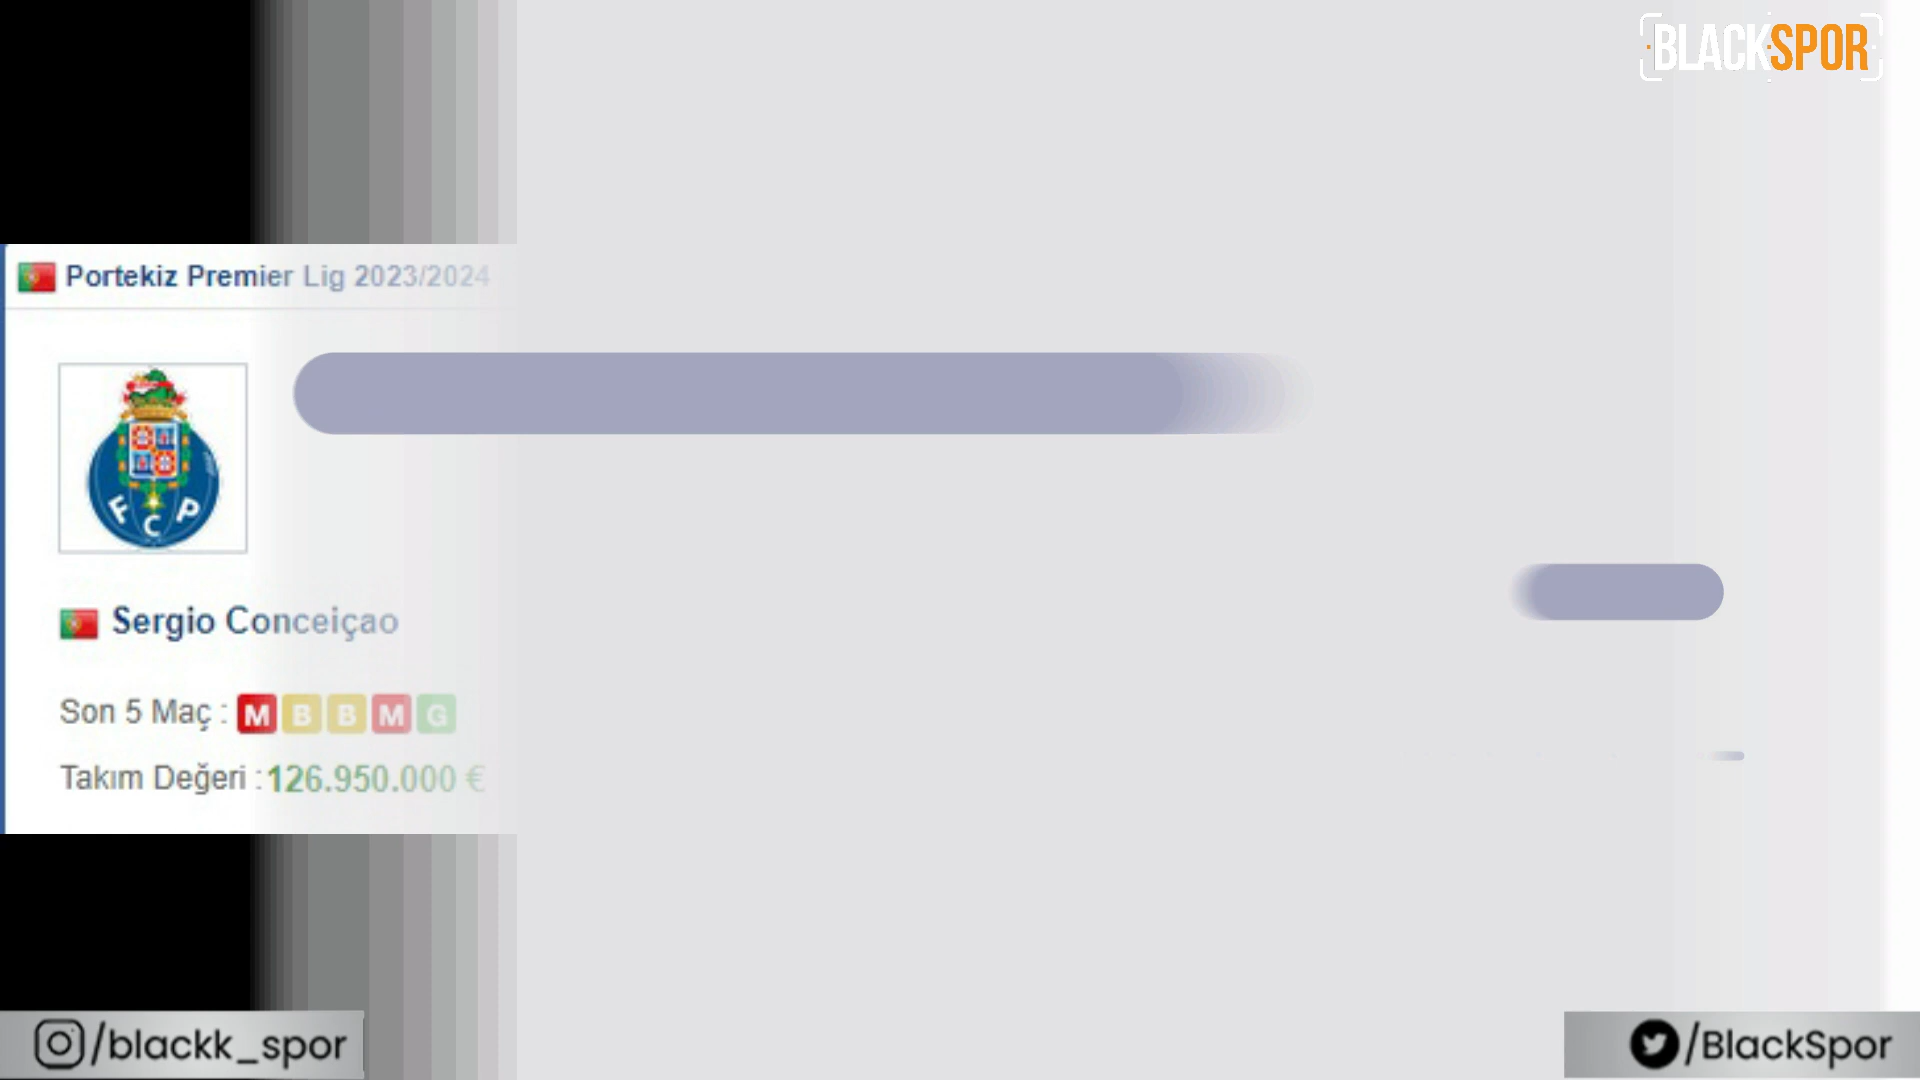 BLACKSPOR
Portekiz Premier Lig 2023/2024
F C P
Sergio Conceiçao
Son 5 Maç : M B B M G
Takım Değeri : 126.950.000 €
/blackk_spor
/BlackSpor